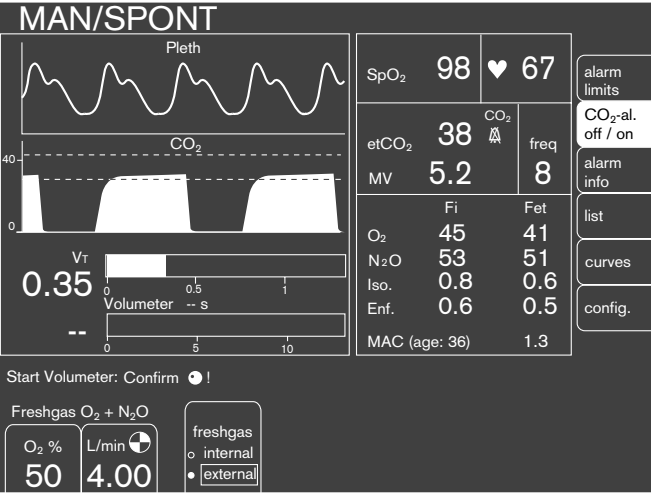 MAN/SPONT
Pleth
CO₂
40
0
V_T
0.35
0 0.5 1
Volumeter -- s
--
0 5 10
SpO₂ 98 ♥ 67
etCO₂ 38 CO₂ freq
MV 5.2 8
Fi Fet
O₂ 45 41
N₂O 53 51
Iso. 0.8 0.6
Enf. 0.6 0.5
MAC (age: 36) 1.3
alarm
limits
CO₂-al.
off / on
alarm
info
list
curves
config.
Start Volumeter: Confirm !
Freshgas O₂ + N₂O
O₂ % L/min
50 4.00
freshgas
internal
external